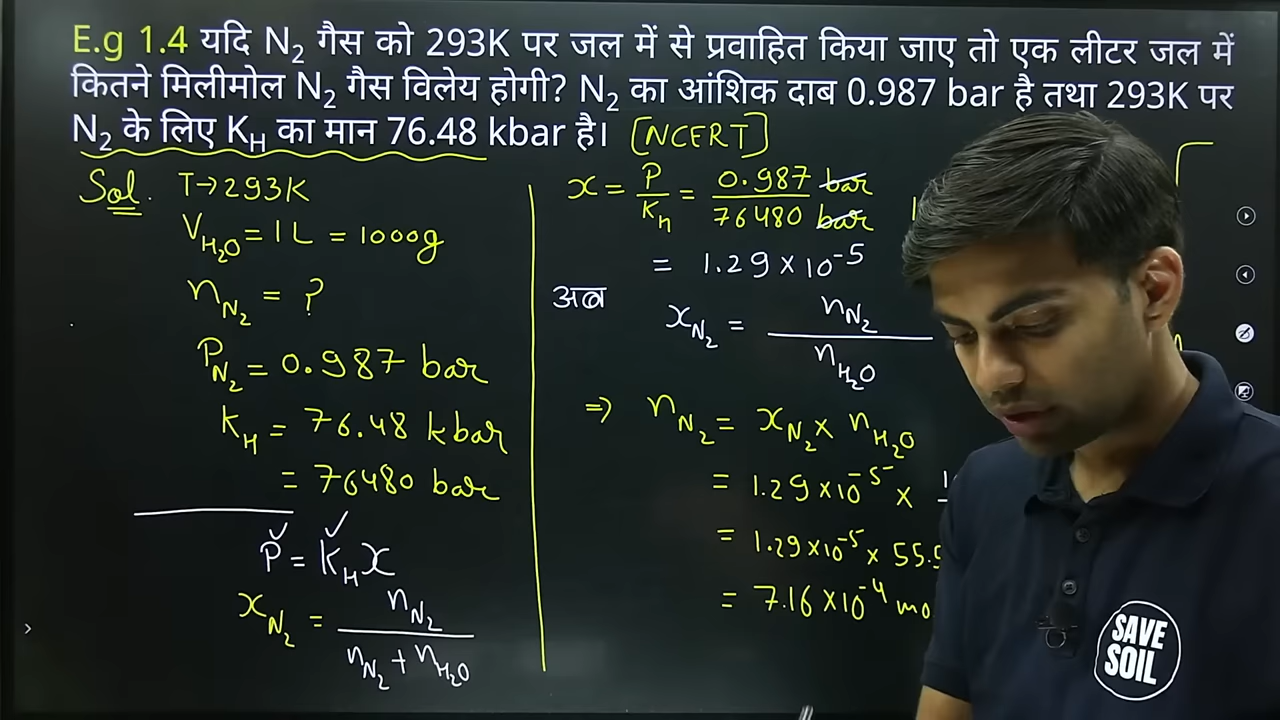 E.g 1.4 यदि N₂ गैस को 293K पर जल में से प्रवाहित किया जाए तो एक लीटर जल में
कितने मिलीमोल N₂ गैस विलेय होगी? N₂ का आंशिक दाब 0.987 bar है तथा 293K पर
N₂ के लिए K_H का मान 76.48 kbar है। [NCERT]
Sol. T→293K
V_H₂O = 1L = 1000g
n_N₂ = ?
P_N₂ = 0.987 bar
K_H = 76.48 kbar
= 76480 bar
P = K_H x
x_N₂ = n_N₂ / (n_N₂ + n_H₂O)
x = P/K_H = 0.987 bar / 76480 bar
= 1.29 × 10⁻⁵
अब x_N₂ = n_N₂ / n_H₂O
⇒ n_N₂ = x_N₂ × n_H₂O
= 1.29 × 10⁻⁵ ×
= 1.29 × 10⁻⁵ × 55.5
= 7.16 × 10⁻⁴ mo
SAVE
SOIL